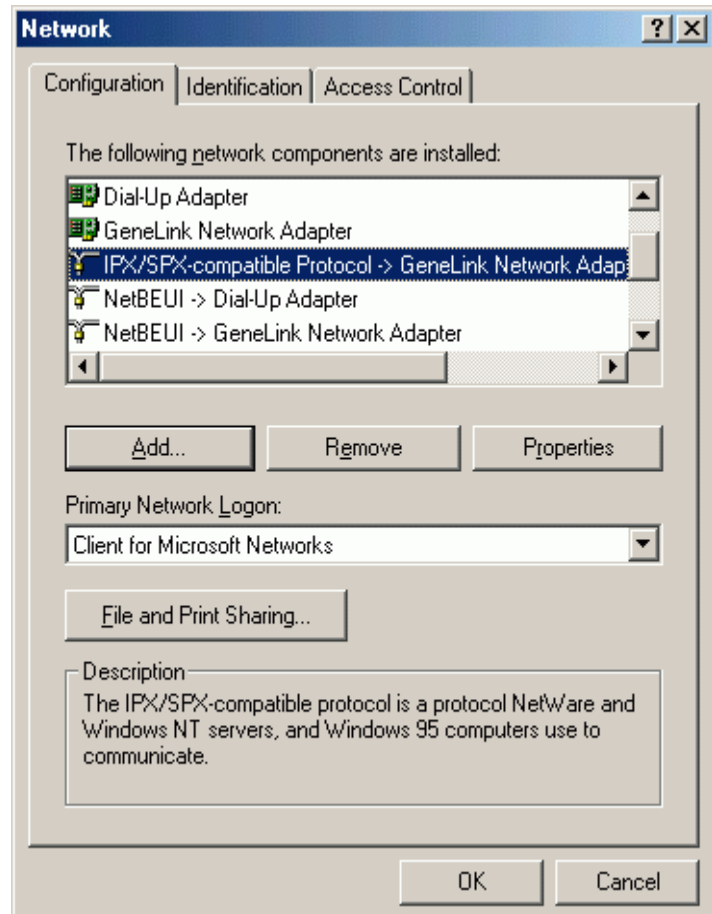 Network
Configuration
Identification
Access Control
The following network components are installed:
Dial-Up Adapter
GeneLink Network Adapter
IPX/SPX-compatible Protocol -> GeneLink Network Adap
NetBEUI -> Dial-Up Adapter
NetBEUI -> GeneLink Network Adapter
Add...
Remove
Properties
Primary Network Logon:
Client for Microsoft Networks
File and Print Sharing...
Description
The IPX/SPX-compatible protocol is a protocol NetWare and
Windows NT servers, and Windows 95 computers use to
communicate.
OK
Cancel